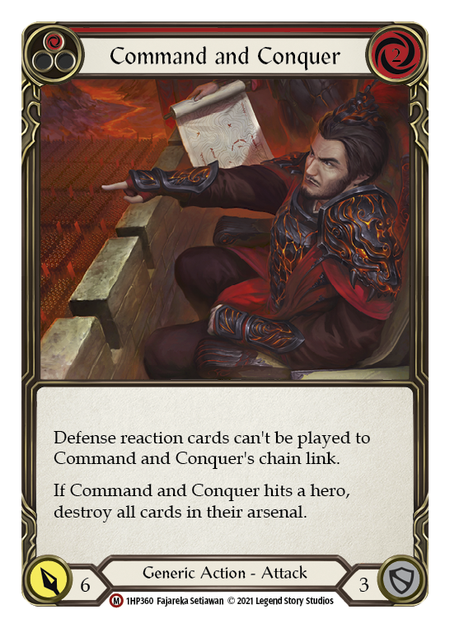 Command and Conquer
2
Defense reaction cards can't be played to
Command and Conquer's chain link.
If Command and Conquer hits a hero,
destroy all cards in their arsenal.
6
Generic Action - Attack
3
M 1HP360 Fajareka Setiawan © 2021 Legend Story Studios